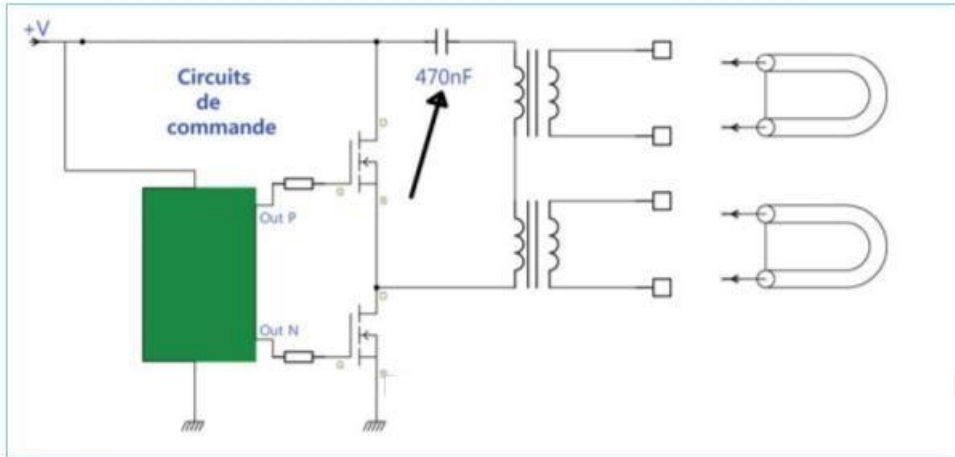 +V
Circuits
de
commande
470nF
D
G
S
Out P
D
Out N
G
S